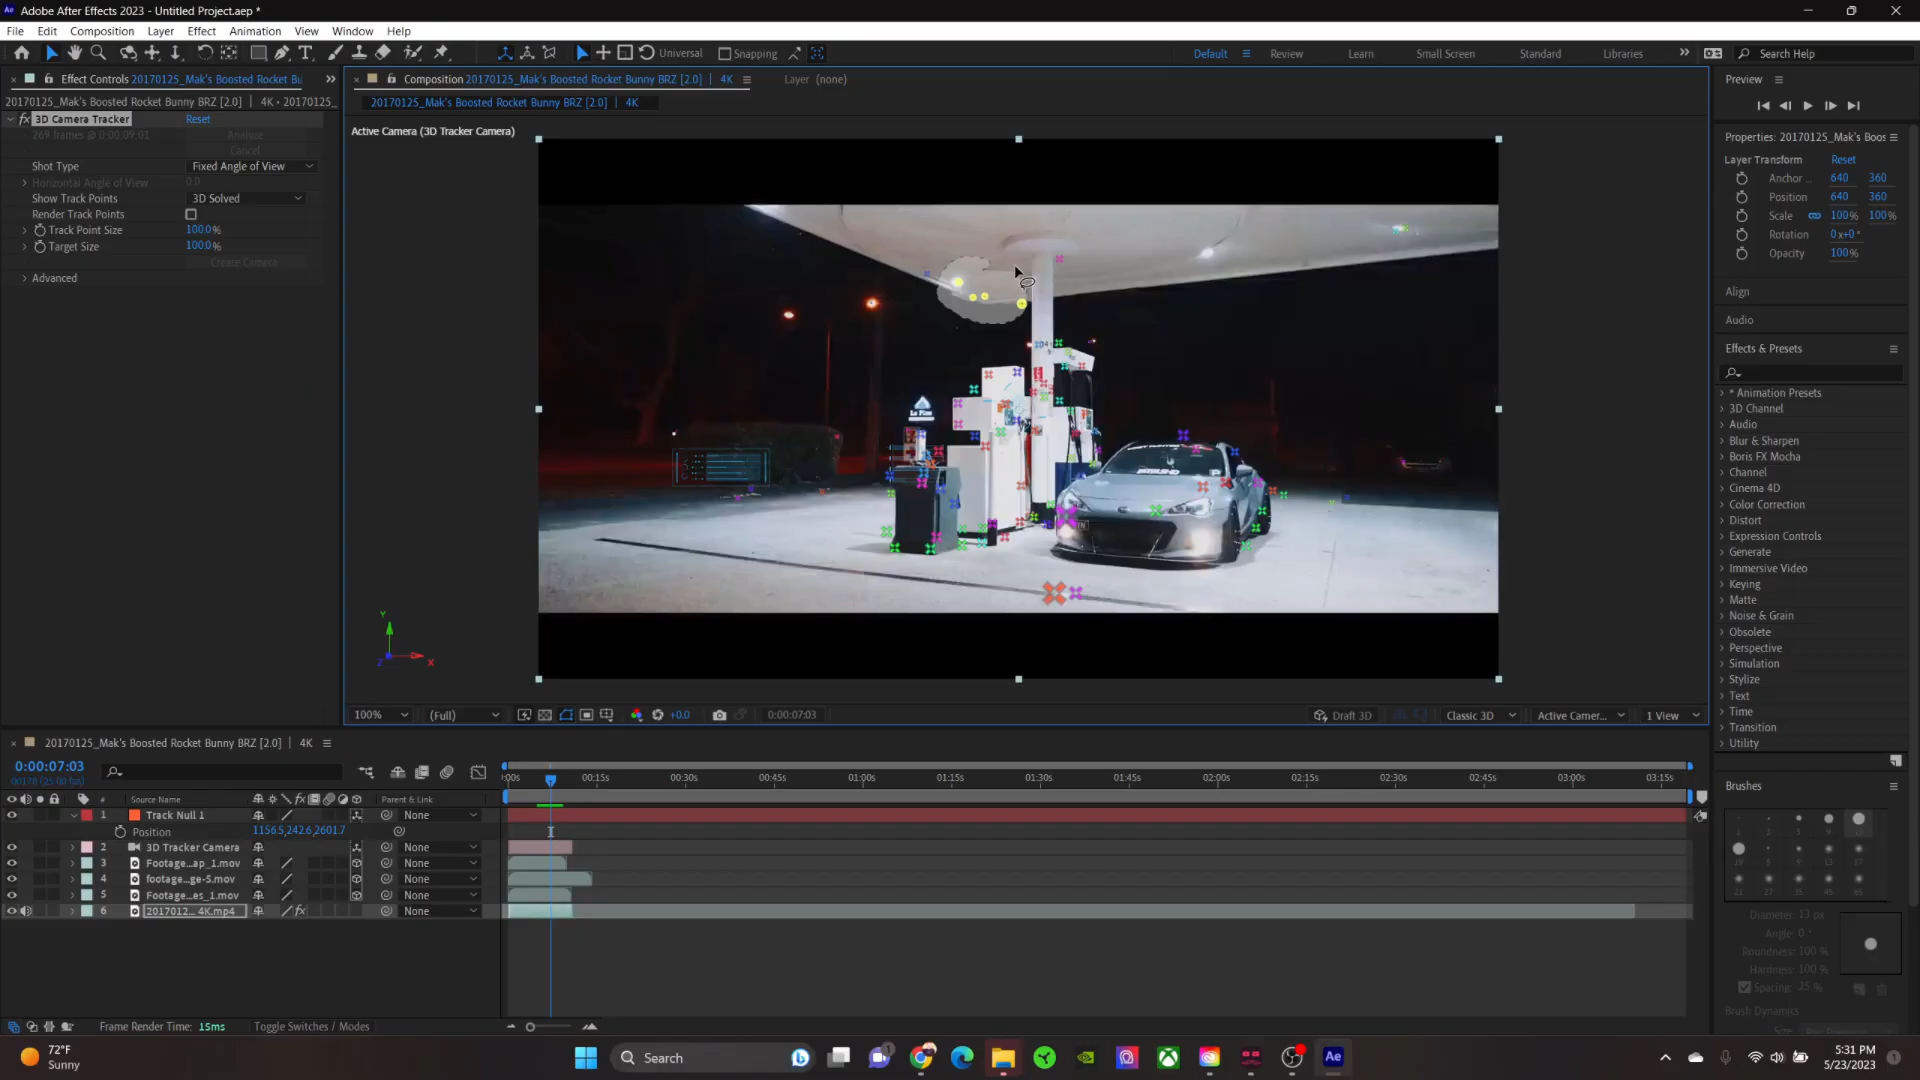 Adobe After Effects 2023 - Untitled Project.aep *
File Edit Composition Layer Effect Animation View Window Help
Universal Snapping Default Review Learn Small Screen Standard Libraries Search Help
Effect Controls 20170125_Mak's Boosted Rocket Bu
20170125_Mak's Boosted Rocket Bunny BRZ [2.0] | 4K • 20170125_
fx 3D Camera Tracker Reset
269 frames @ 0:00:09:01 Analyze
Cancel
Shot Type Fixed Angle of View
Horizontal Angle of View 0.0
Show Track Points 3D Solved
Render Track Points
Track Point Size 100.0%
Target Size 100.0%
Create Camera
Advanced
Composition 20170125_Mak's Boosted Rocket Bunny BRZ [2.0] | 4K Layer (none)
20170125_Mak's Boosted Rocket Bunny BRZ [2.0] | 4K
Active Camera (3D Tracker Camera)
Y
Z X
100% (Full) +0.0 0:00:07:03 Draft 3D Classic 3D Active Camer... 1 View
Preview
Properties: 20170125_Mak's Boos
Layer Transform Reset
Anchor .. 640 360
Position 640 360
Scale 100% 100%
Rotation 0x+0°
Opacity 100%
Align
Audio
Effects & Presets
* Animation Presets
3D Channel
Audio
Blur & Sharpen
Boris FX Mocha
Channel
Cinema 4D
Color Correction
Distort
Expression Controls
Generate
Immersive Video
Keying
Matte
Noise & Grain
Obsolete
Perspective
Simulation
Stylize
Text
Time
Transition
Utility
Brushes
Diameter: 13 px
Angle: 0°
Roundness: 100 %
Hardness: 100 %
Spacing: 25 %
Brush Dynamics
20170125_Mak's Boosted Rocket Bunny BRZ [2.0] | 4K
0:00:07:03
00178 (25.00 fps)
:00s 00:15s 00:30s 00:45s 01:00s 01:15s 01:30s 01:45s 02:00s 02:15s 02:30s 02:45s 03:00s 03:15s
# Source Name fx Parent & Link
1 Track Null 1 None
Position 1156.5,242.6,2601.7
2 3D Tracker Camera None
3 Footage...ap_1.mov None
4 footage...ge-5.mov None
5 Footage...es_1.mov None
6 2017012... 4K.mp4 fx None
Frame Render Time: 15ms Toggle Switches / Modes
72°F
Sunny
Search
Ae
5:31 PM
5/23/2023